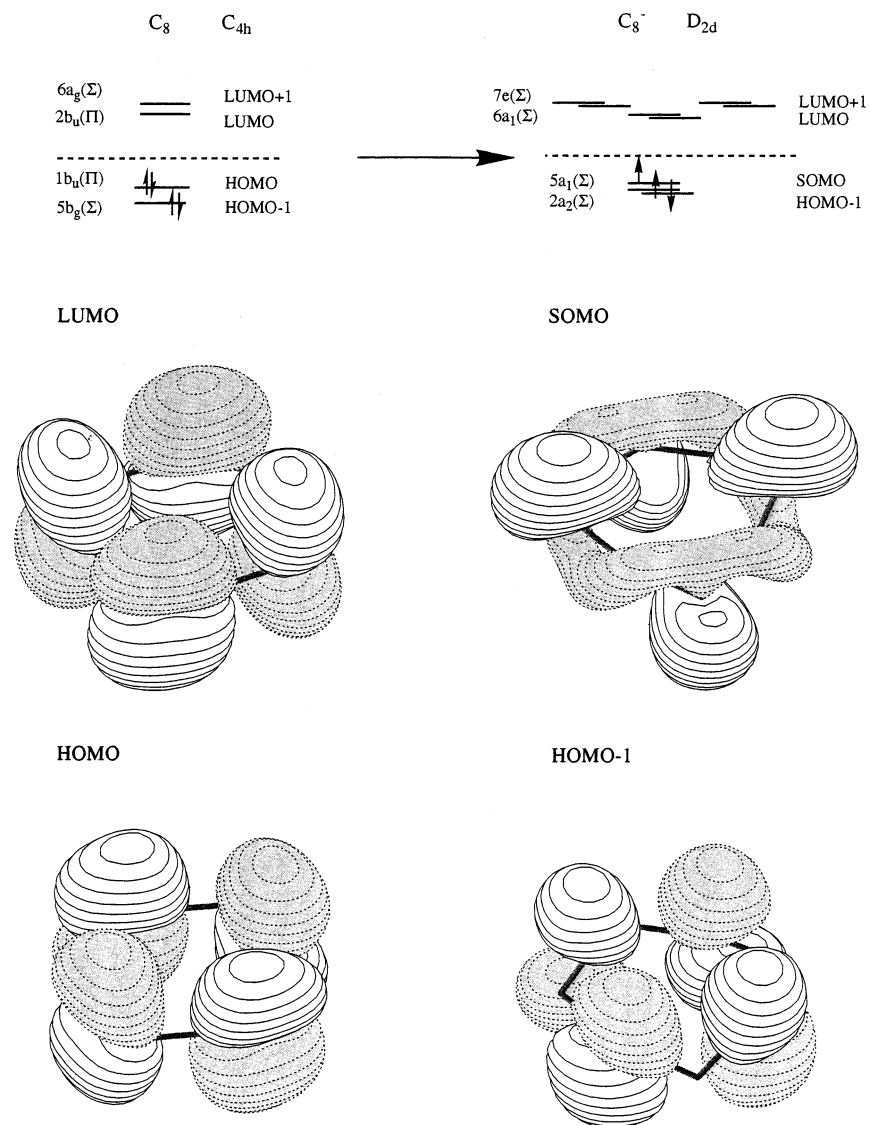 C₈ C₄ₕ C₈⁻ D₂d
6ag(Σ) LUMO+1 7e(Σ) LUMO+1
2bu(Π) LUMO 6a₁(Σ) LUMO
1bu(Π) HOMO 5a₁(Σ) SOMO
5bg(Σ) HOMO-1 2a₂(Σ) HOMO-1
LUMO SOMO
HOMO HOMO-1